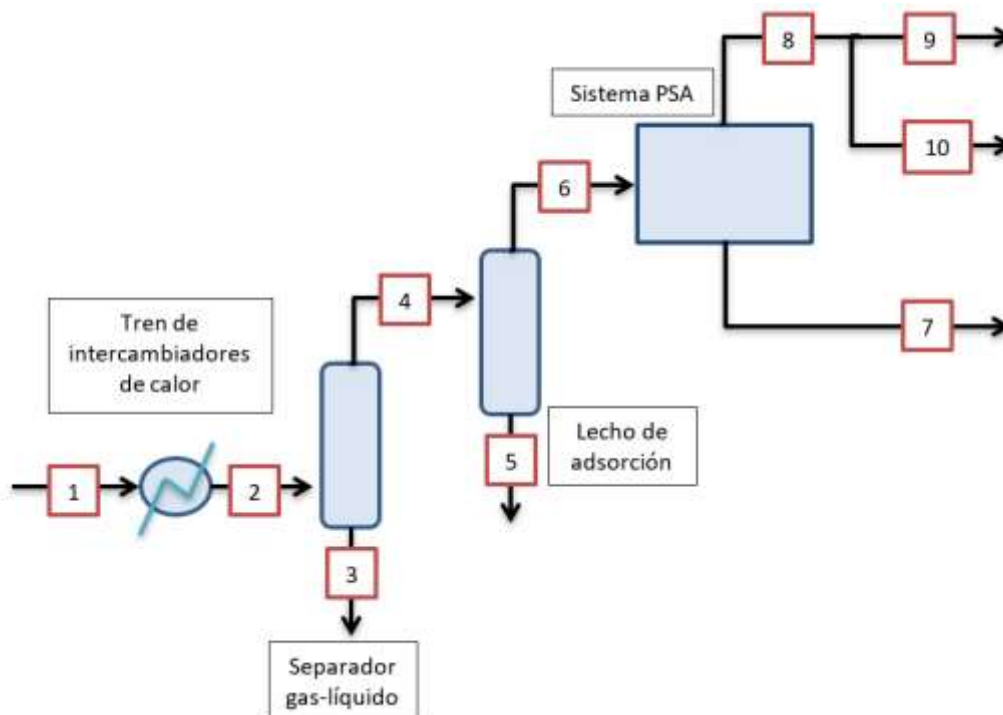 8
9
Sistema PSA
10
6
4
7
Tren de
intercambiadores
de calor
Lecho de
adsorción
5
1
2
3
Separador
gas-líquido